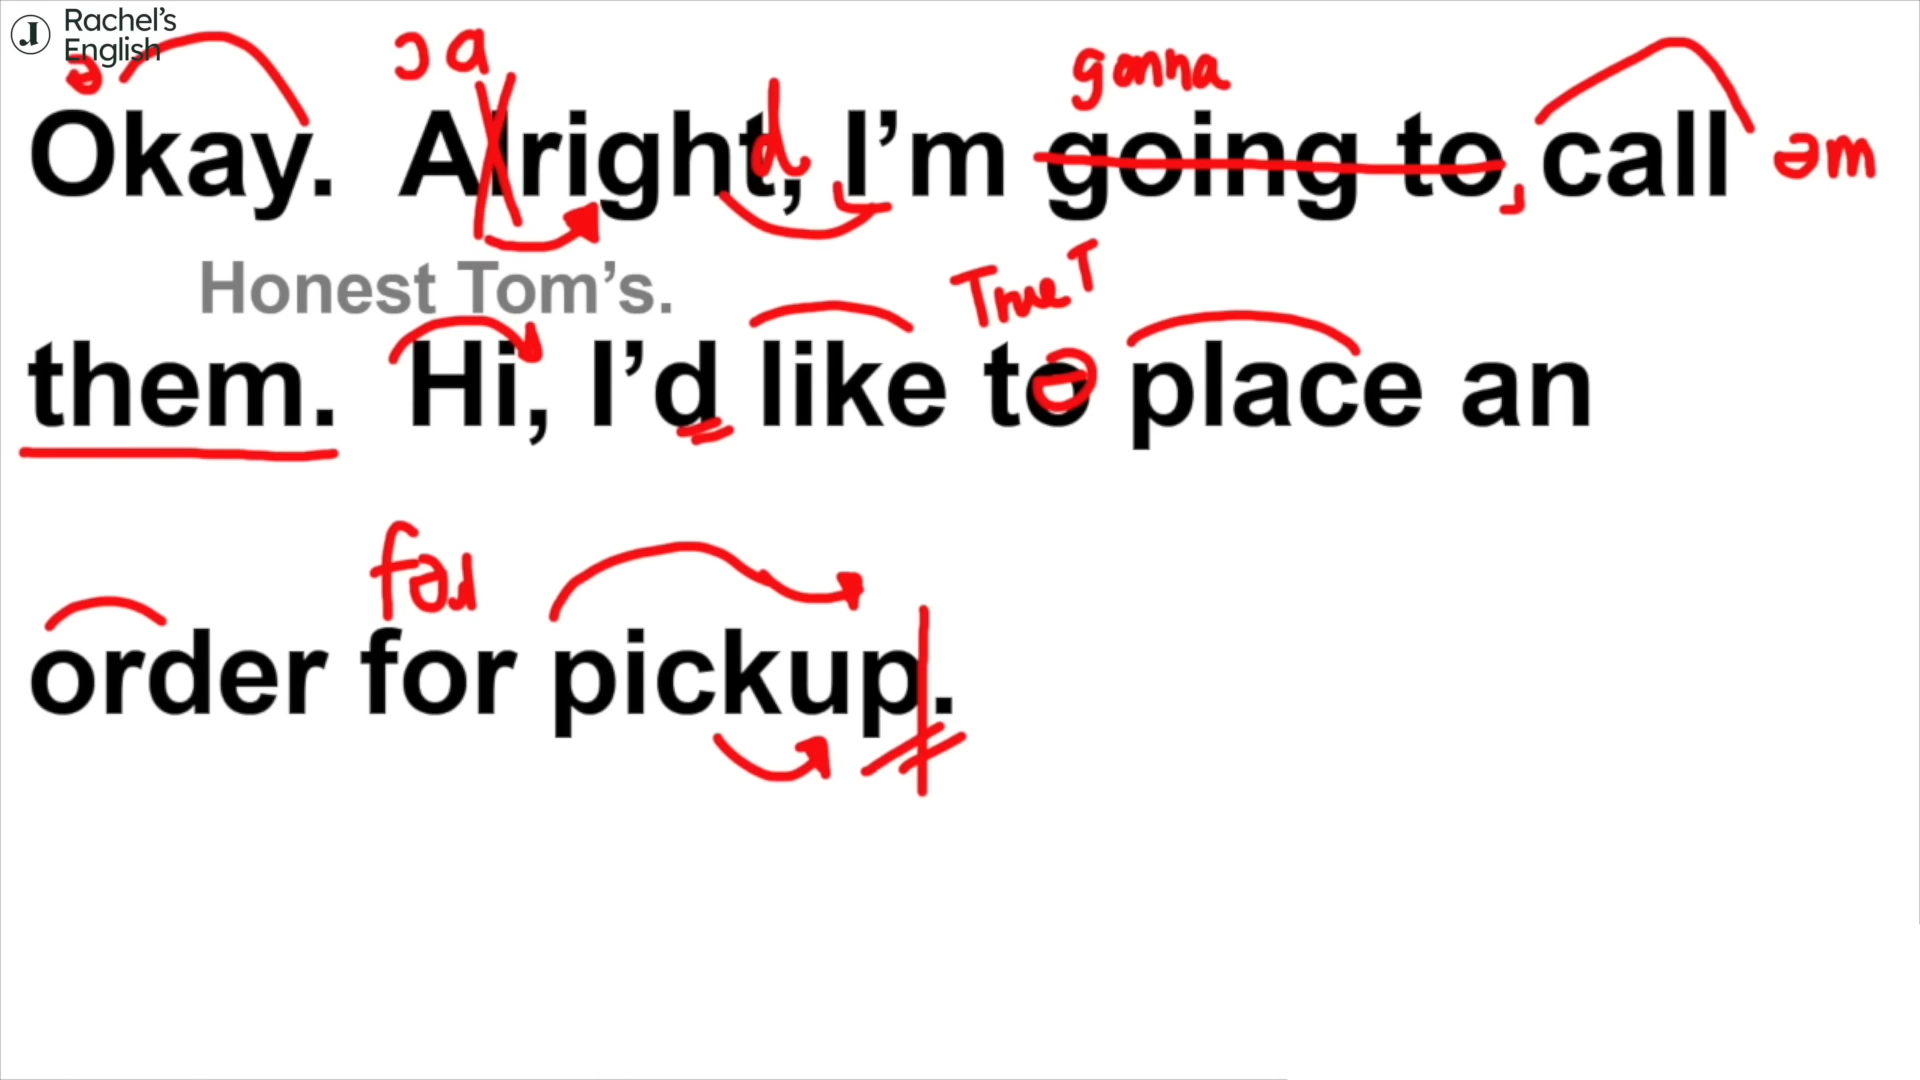 Rachel's
English
ə ɔ a gonna
Okay. Alright, I'm going to call əm
d
Honest Tom's. True T
them. Hi, I'd like to place an
ə
fəɹ
order for pickup.